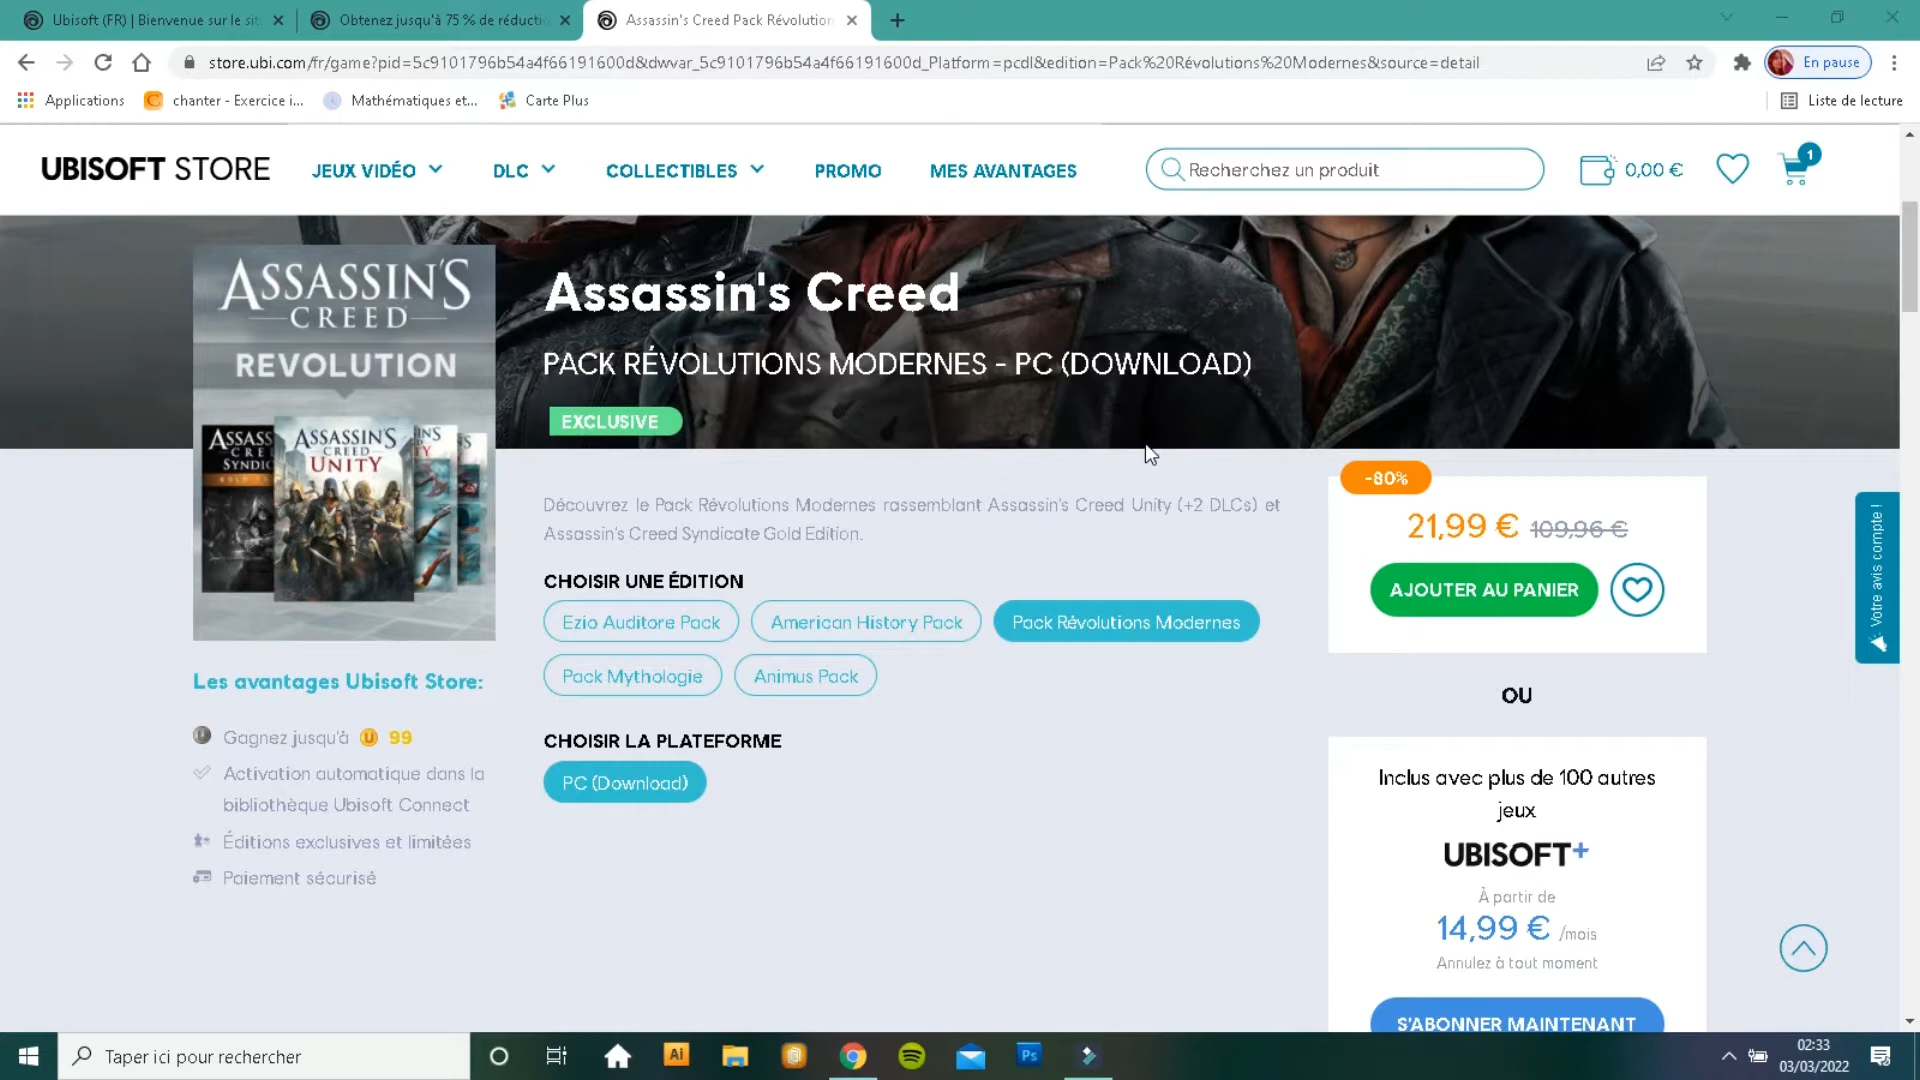 Ubisoft (FR) | Bienvenue sur le sit
Obtenez jusqu'à 75 % de réducti
Assassin's Creed Pack Révolution
store.ubi.com/fr/game?pid=5c9101796b54a4f66191600d&dwvar_5c9101796b54a4f66191600d_Platform=pcdl&edition=Pack%20Révolutions%20Modernes&source=detail
En pause
Applications
chanter - Exercice i...
Mathématiques et...
Carte Plus
Liste de lecture
UBISOFT STORE
JEUX VIDÉO
DLC
COLLECTIBLES
PROMO
MES AVANTAGES
Recherchez un produit
0,00 €
1
ASSASSIN'S
CREED
REVOLUTION
ASSASSIN'S
CREED
UNITY
Assassin's Creed
PACK RÉVOLUTIONS MODERNES - PC (DOWNLOAD)
EXCLUSIVE
Découvrez le Pack Révolutions Modernes rassemblant Assassin's Creed Unity (+2 DLCs) et
Assassin's Creed Syndicate Gold Edition.
CHOISIR UNE ÉDITION
Ezio Auditore Pack
American History Pack
Pack Révolutions Modernes
Pack Mythologie
Animus Pack
CHOISIR LA PLATEFORME
PC (Download)
Les avantages Ubisoft Store:
Gagnez jusqu'à U 99
Activation automatique dans la
bibliothèque Ubisoft Connect
Éditions exclusives et limitées
Paiement sécurisé
-80%
21,99 € 109,96 €
AJOUTER AU PANIER
OU
Inclus avec plus de 100 autres
jeux
UBISOFT+
À partir de
14,99 € /mois
Annulez à tout moment
S'ABONNER MAINTENANT
Votre avis compte !
Taper ici pour rechercher
Ai
Ps
02:33
03/03/2022